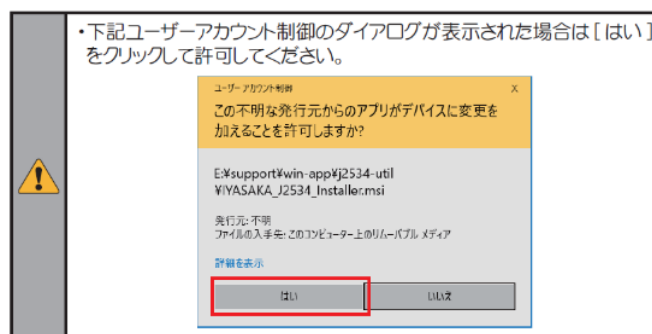 ・下記ユーザーアカウント制御のダイアログが表示された場合は[はい]
をクリックして許可してください。
ユーザー アカウント制御
x
この不明な発行元からのアプリがデバイスに変更を
加えることを許可しますか?
E:¥support¥win-app¥j2534-util
¥IYASAKA_J2534_Installer.msi
発行元: 不明
ファイルの入手先: このコンピューター上のリムーバブル メディア
詳細を表示
はい
いいえ